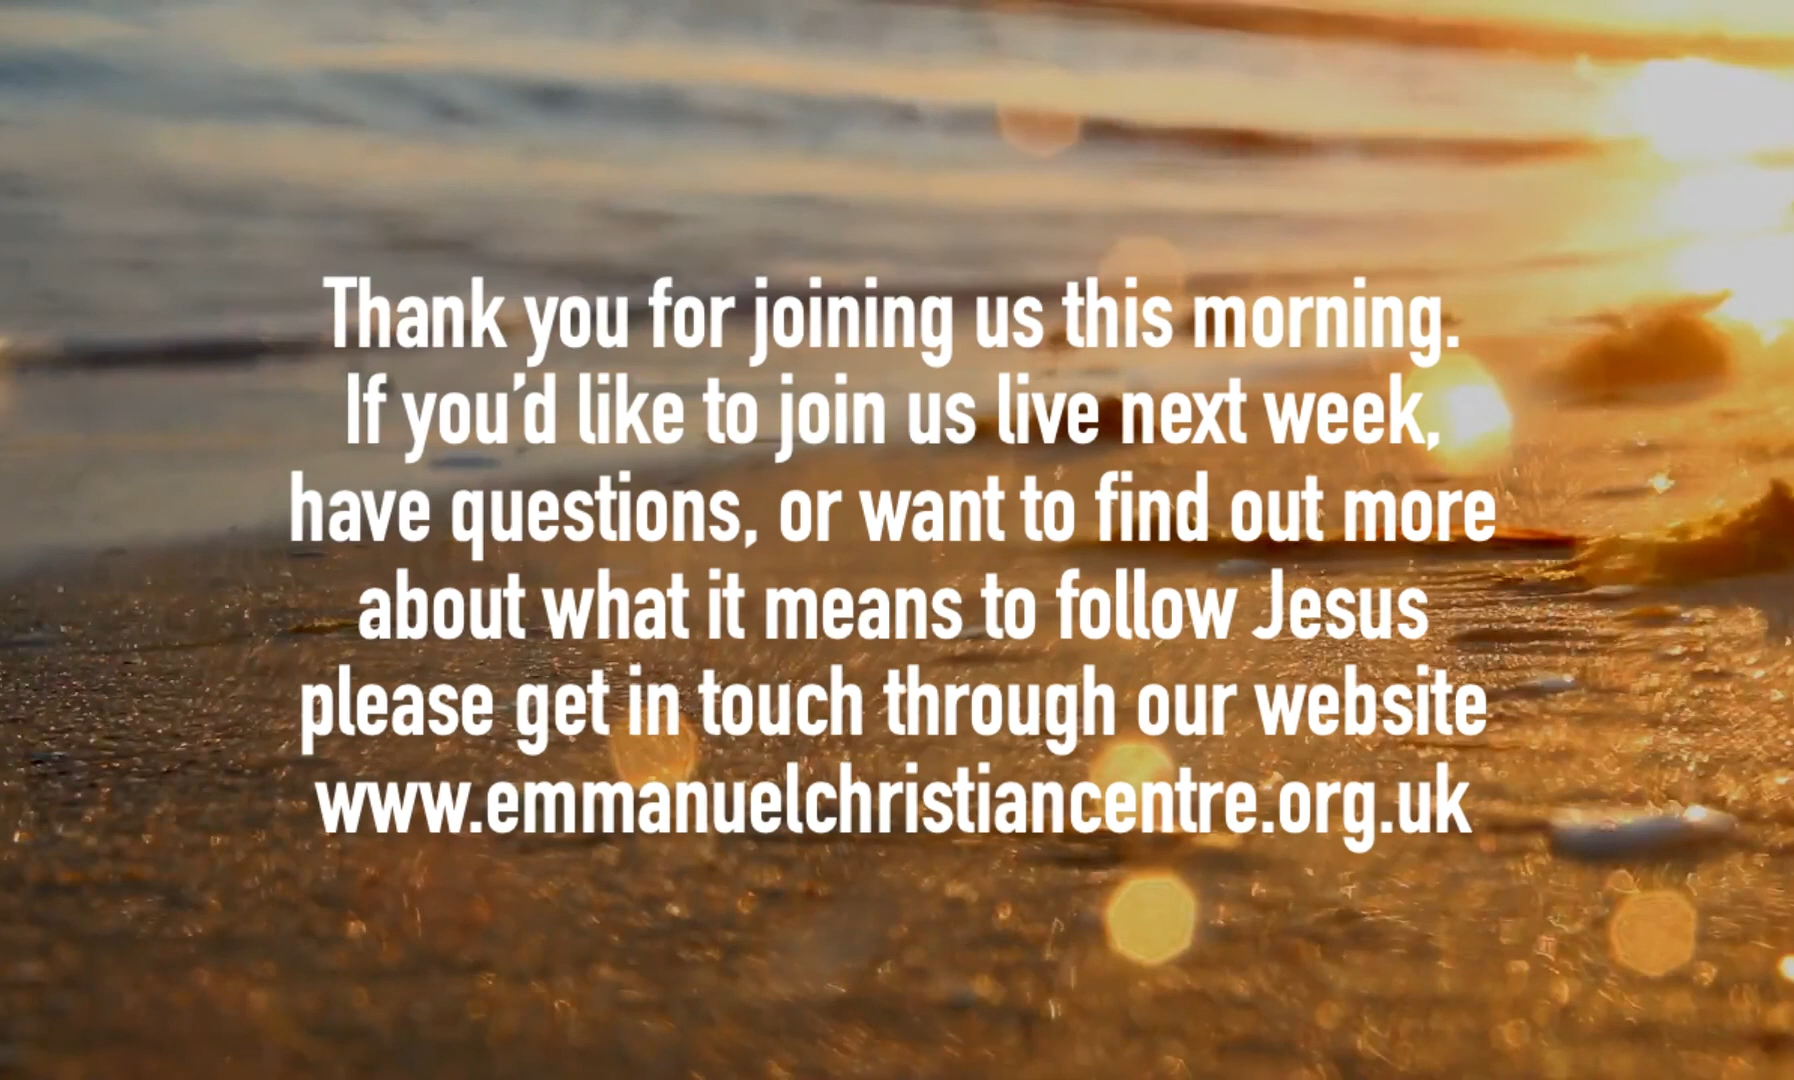 Thank you for joining us this morning.
If you’d like to join us live next week,
have questions, or want to find out more
about what it means to follow Jesus
please get in touch through our website
www.emmanuelchristiancentre.org.uk